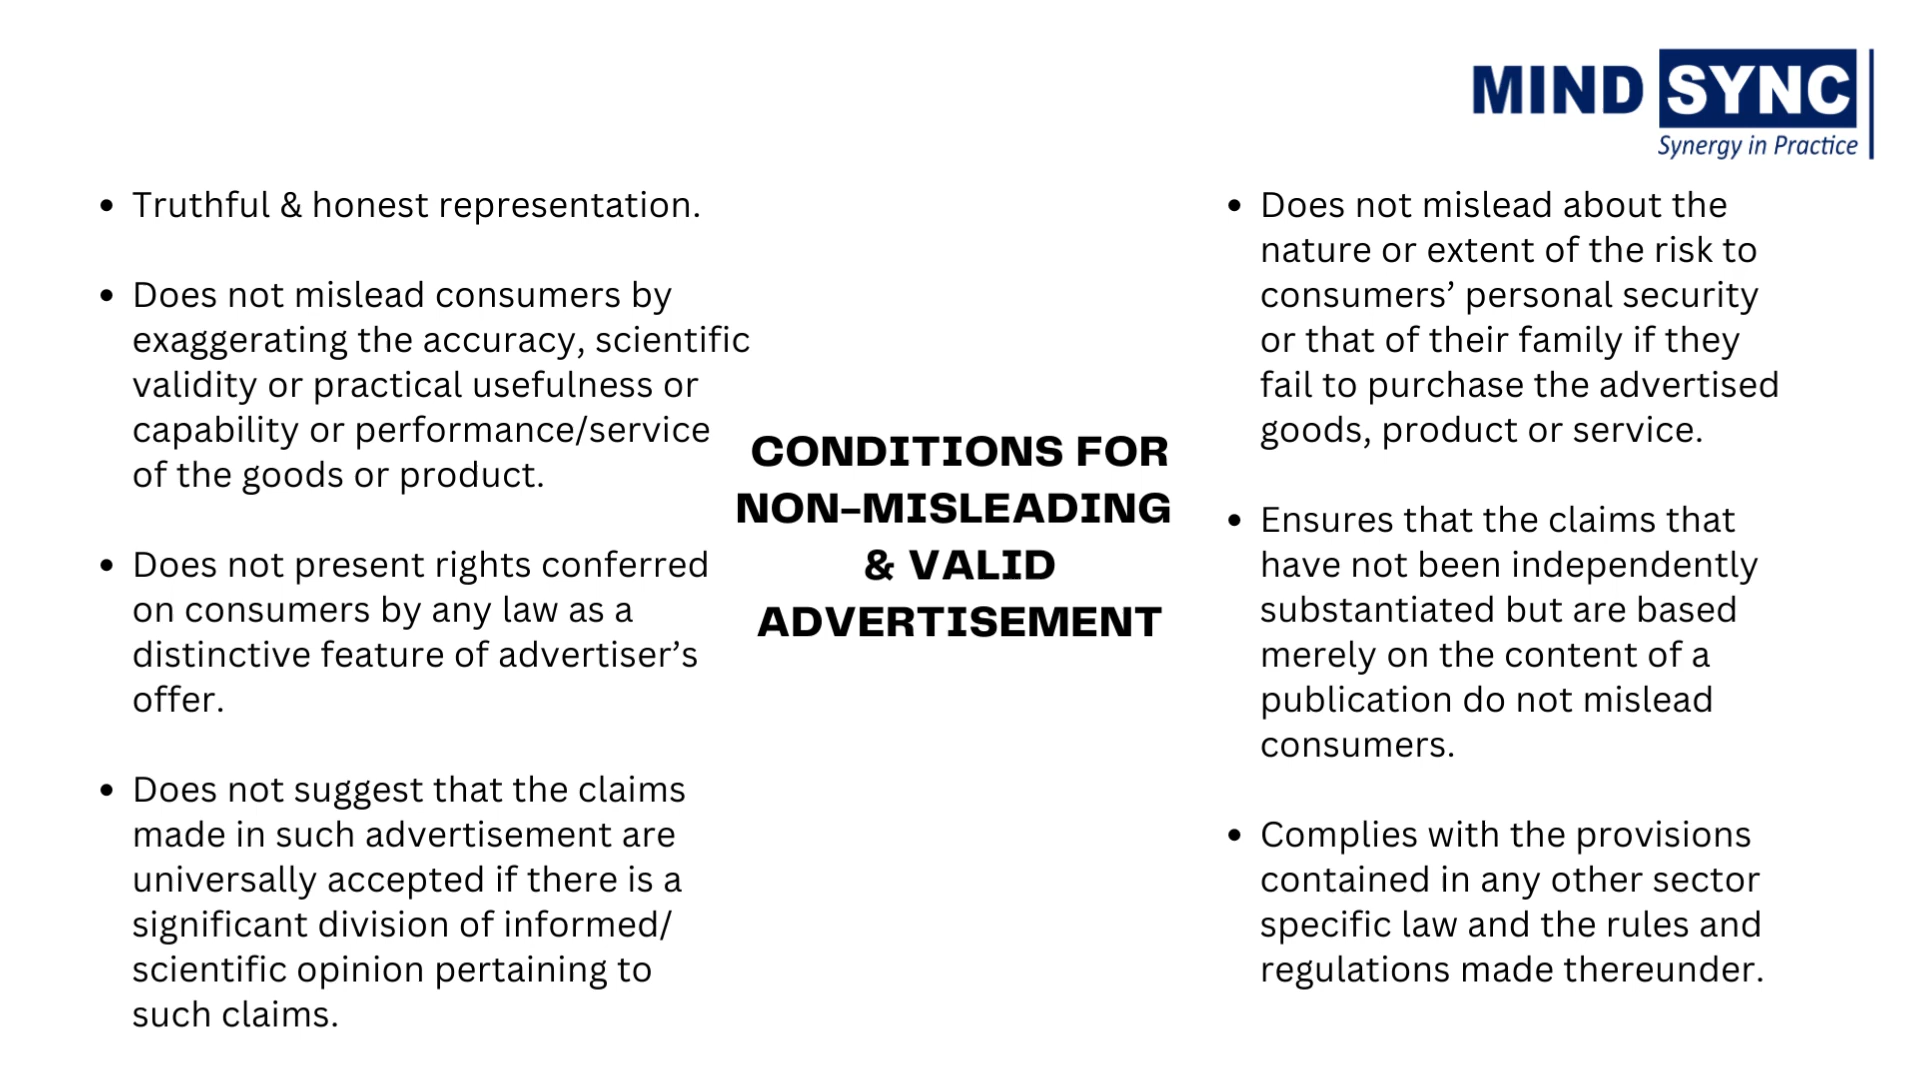 MIND SYNC
Synergy in Practice
• Truthful & honest representation.
• Does not mislead consumers by
exaggerating the accuracy, scientific
validity or practical usefulness or
capability or performance/service
of the goods or product.
• Does not present rights conferred
on consumers by any law as a
distinctive feature of advertiser’s
offer.
• Does not suggest that the claims
made in such advertisement are
universally accepted if there is a
significant division of informed/
scientific opinion pertaining to
such claims.
CONDITIONS FOR
NON-MISLEADING
& VALID
ADVERTISEMENT
• Does not mislead about the
nature or extent of the risk to
consumers’ personal security
or that of their family if they
fail to purchase the advertised
goods, product or service.
• Ensures that the claims that
have not been independently
substantiated but are based
merely on the content of a
publication do not mislead
consumers.
• Complies with the provisions
contained in any other sector
specific law and the rules and
regulations made thereunder.